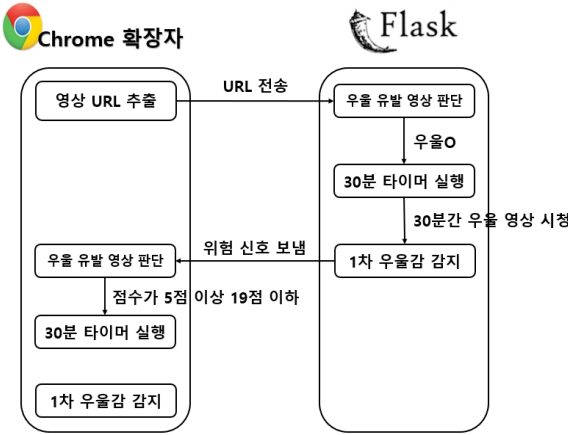 Chrome 확장자
Flask
영상 URL 추출
URL 전송
우울 유발 영상 판단
우울O
30분 타이머 실행
30분간 우울 영상 시청
1차 우울감 감지
위험 신호 보냄
우울 유발 영상 판단
점수가 5점 이상 19점 이하
30분 타이머 실행
1차 우울감 감지